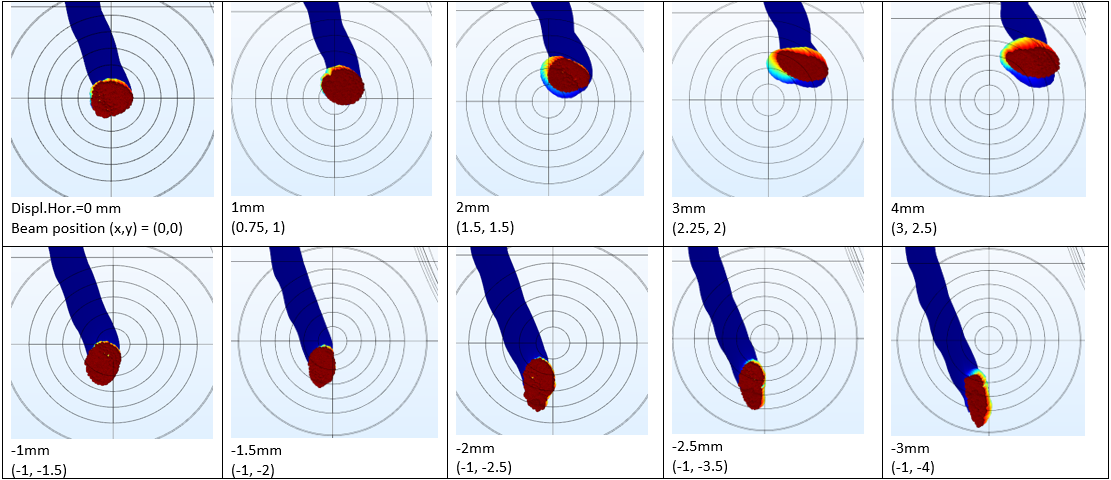 Displ.Hor.=0 mm
Beam position (x,y) = (0,0)
1mm
(0.75, 1)
2mm
(1.5, 1.5)
3mm
(2.25, 2)
4mm
(3, 2.5)
-1mm
(-1, -1.5)
-1.5mm
(-1, -2)
-2mm
(-1, -2.5)
-2.5mm
(-1, -3.5)
-3mm
(-1, -4)